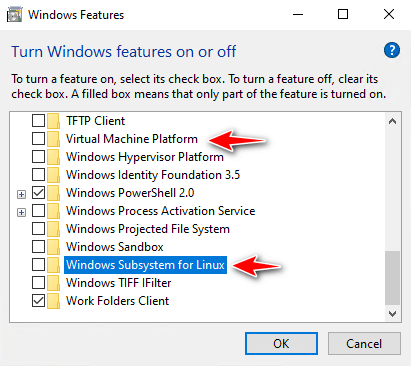 Windows Features
Turn Windows features on or off
To turn a feature on, select its check box. To turn a feature off, clear its
check box. A filled box means that only part of the feature is turned on.
TFTP Client
Virtual Machine Platform
Windows Hypervisor Platform
Windows Identity Foundation 3.5
Windows PowerShell 2.0
Windows Process Activation Service
Windows Projected File System
Windows Sandbox
Windows Subsystem for Linux
Windows TIFF IFilter
Work Folders Client
OK Cancel